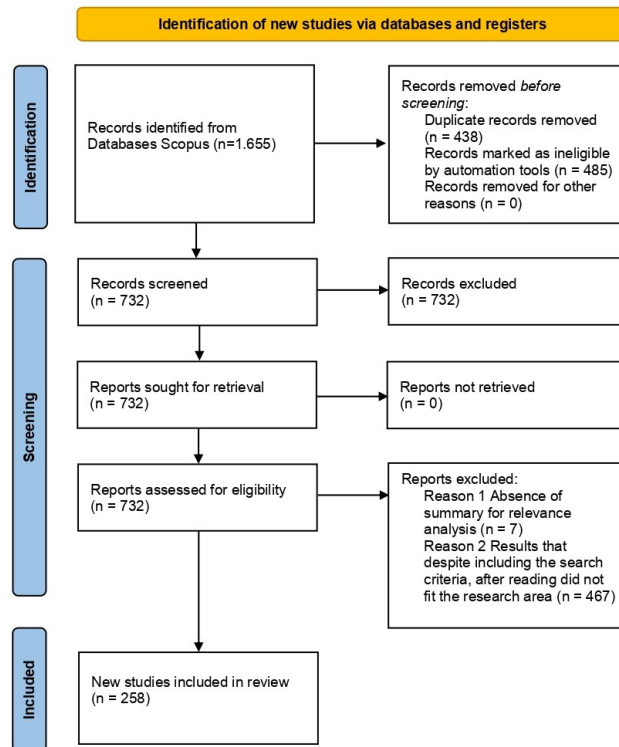 Identification of new studies via databases and registers
Identification
Records identified from
Databases Scopus (n=1.655)
Records removed before
screening:
Duplicate records removed
(n = 438)
Records marked as ineligible
by automation tools (n = 485)
Records removed for other
reasons (n = 0)
Screening
Records screened
(n = 732)
Records excluded
(n = 732)
Reports sought for retrieval
(n = 732)
Reports not retrieved
(n = 0)
Reports assessed for eligibility
(n = 732)
Reports excluded:
Reason 1 Absence of
summary for relevance
analysis (n = 7)
Reason 2 Results that
despite including the search
criteria, after reading did not
fit the research area (n = 467)
Included
New studies included in review
(n = 258)